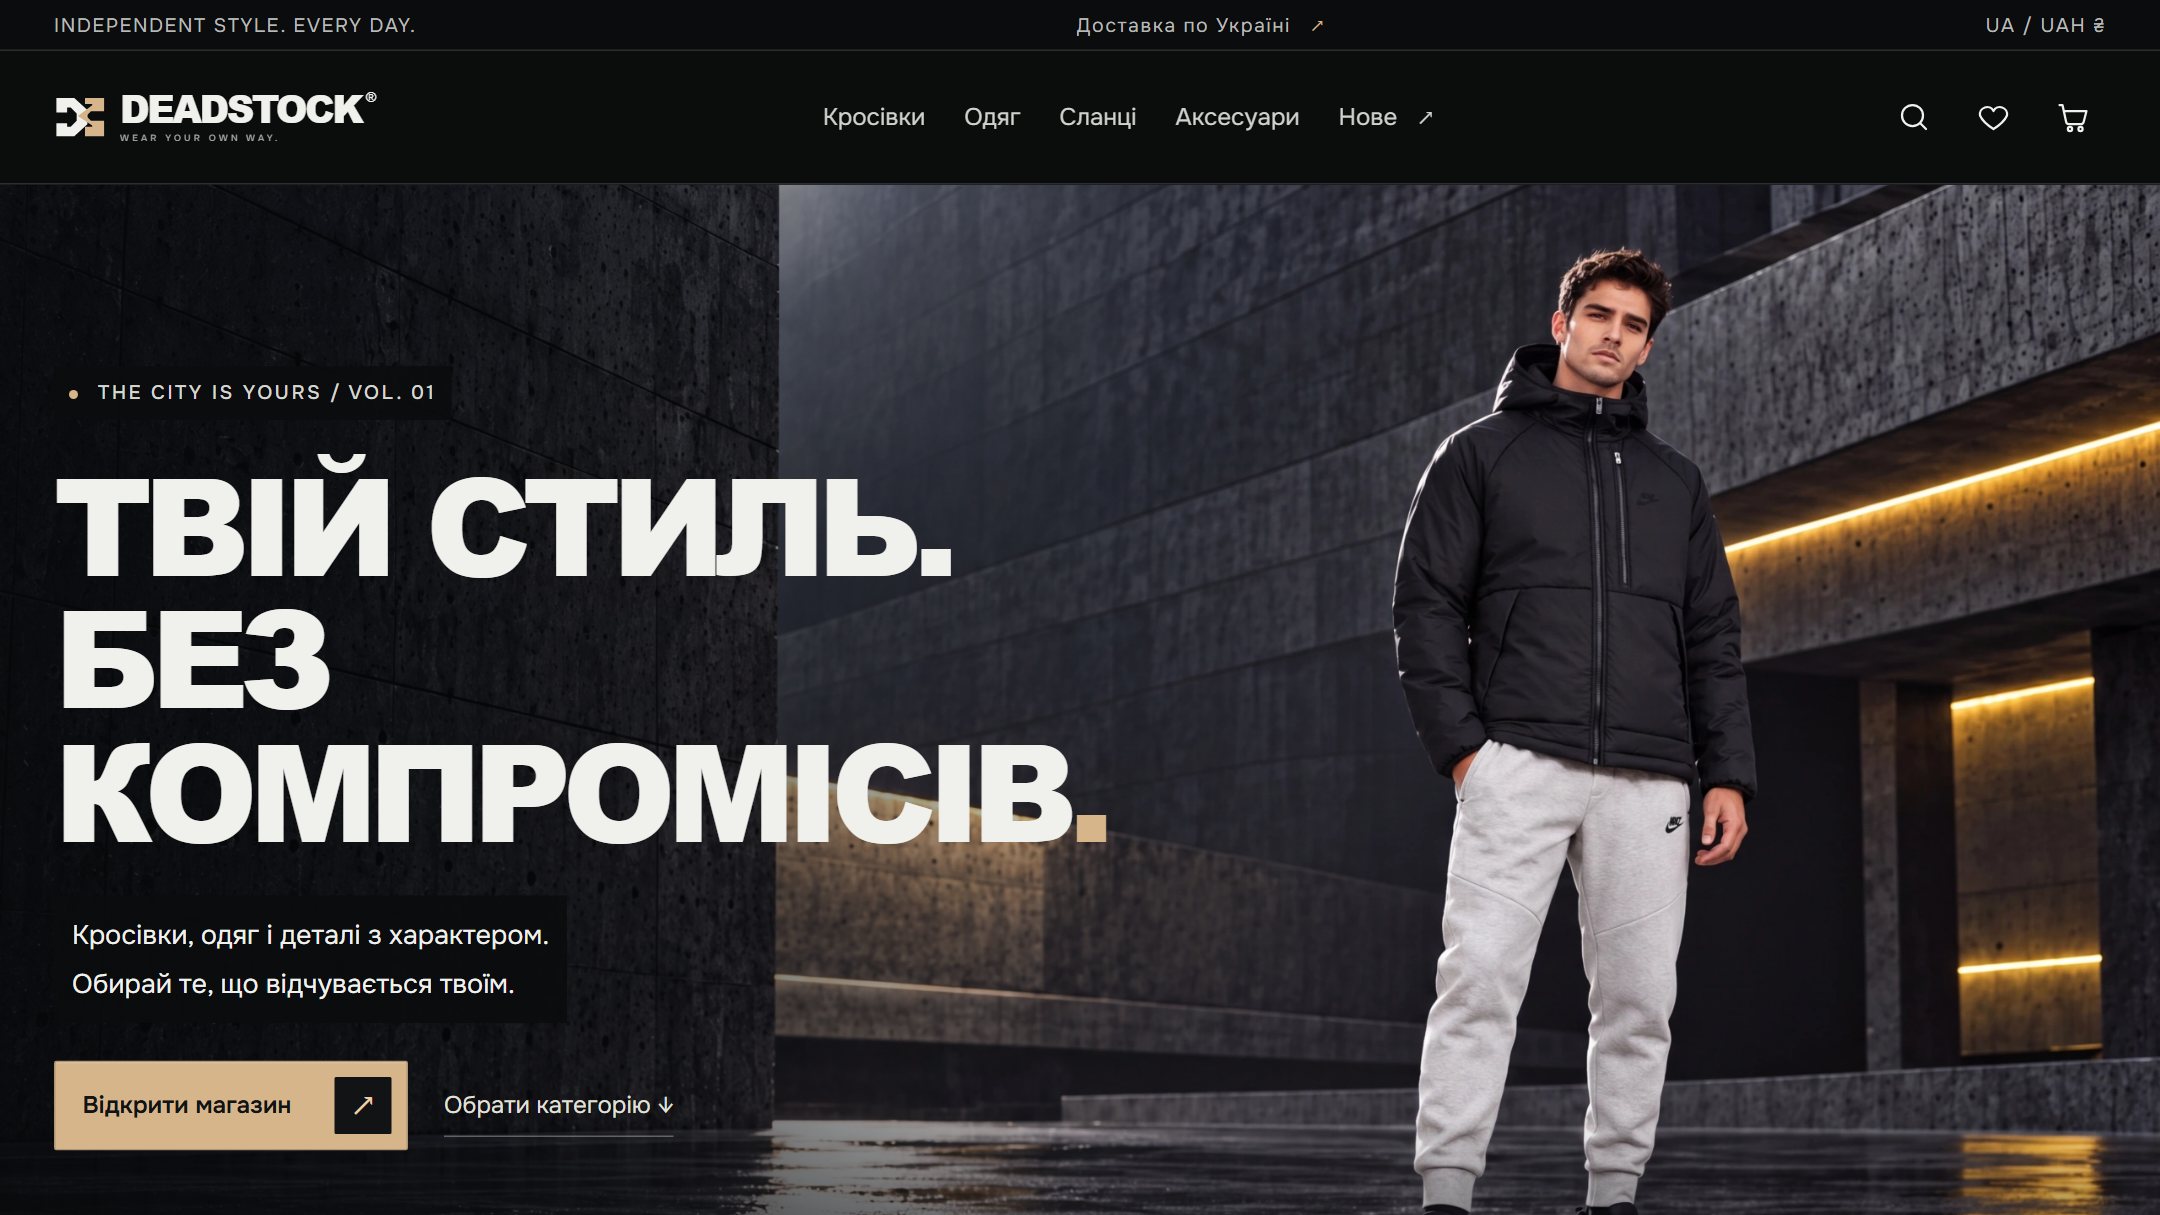 INDEPENDENT STYLE. EVERY DAY.
Доставка по Україні ↗
UA / UAH ₴
DEADSTOCK®
WEAR YOUR OWN WAY.
Кросівки
Одяг
Сланці
Аксесуари
Нове ↗
THE CITY IS YOURS / VOL. 01
ТВІЙ СТИЛЬ.
БЕЗ
КОМПРОМІСІВ.
Кросівки, одяг і деталі з характером.
Обирай те, що відчувається твоїм.
Відкрити магазин ↗
Обрати категорію ↓